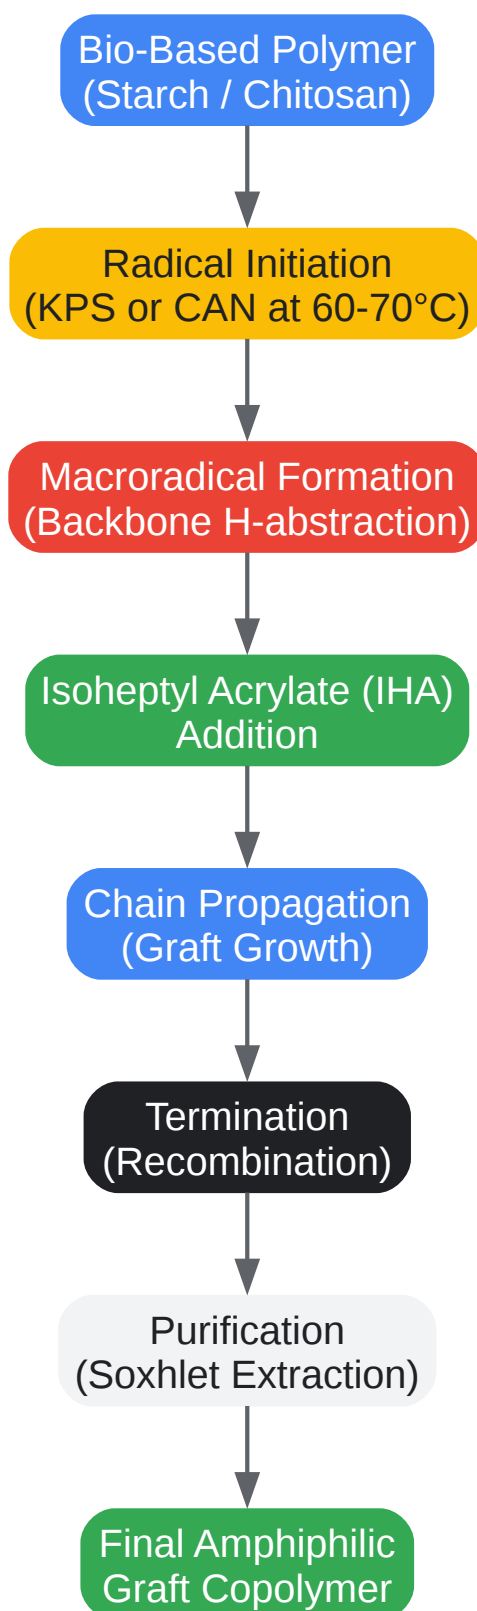 Bio-Based Polymer
(Starch / Chitosan)
Radical Initiation
(KPS or CAN at 60-70°C)
Macroradical Formation
(Backbone H-abstraction)
Isoheptyl Acrylate (IHA)
Addition
Chain Propagation
(Graft Growth)
Termination
(Recombination)
Purification
(Soxhlet Extraction)
Final Amphiphilic
Graft Copolymer